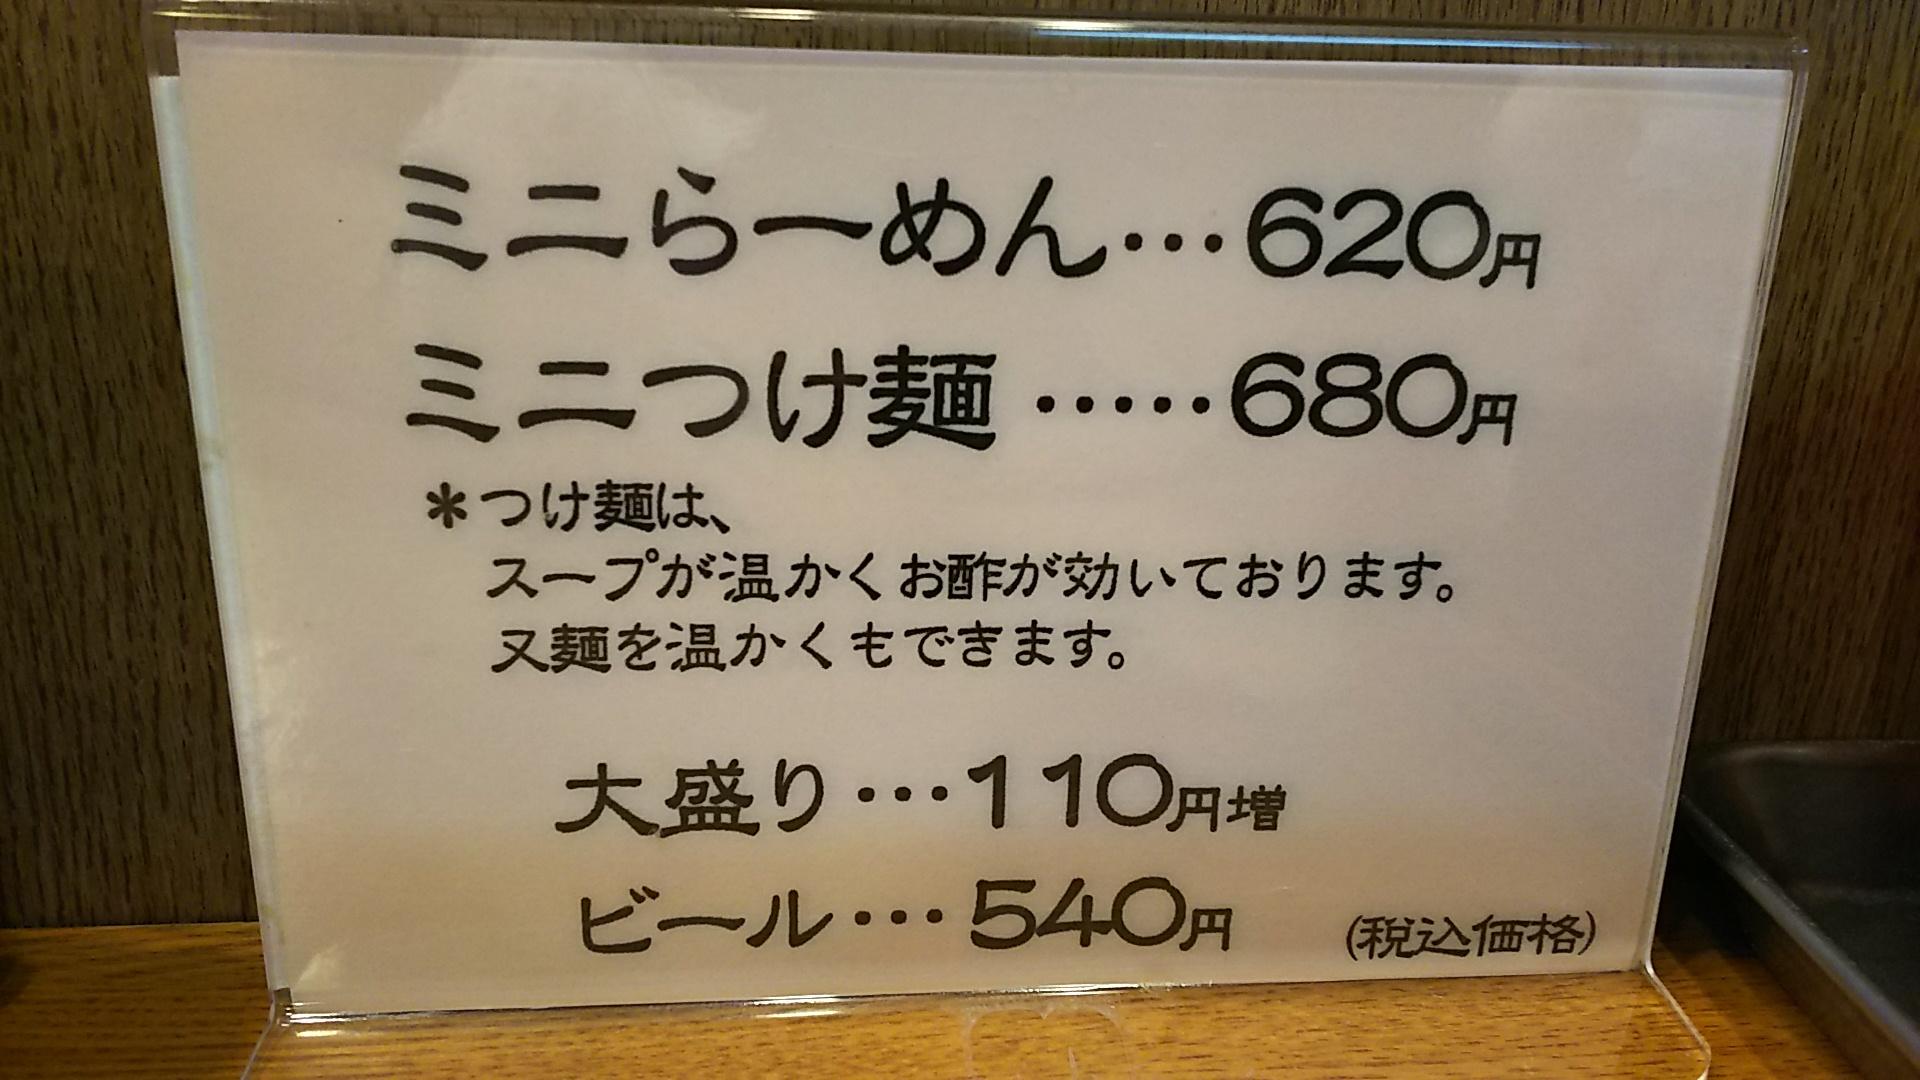 ミニらーめん…620円
ミニつけ麺 ‥‥‥680円
＊つけ麺は、
スープが温かくお酢が効いております。
又麺を温かくもできます。
大盛り…110円増
ビール…540円
(税込価格)